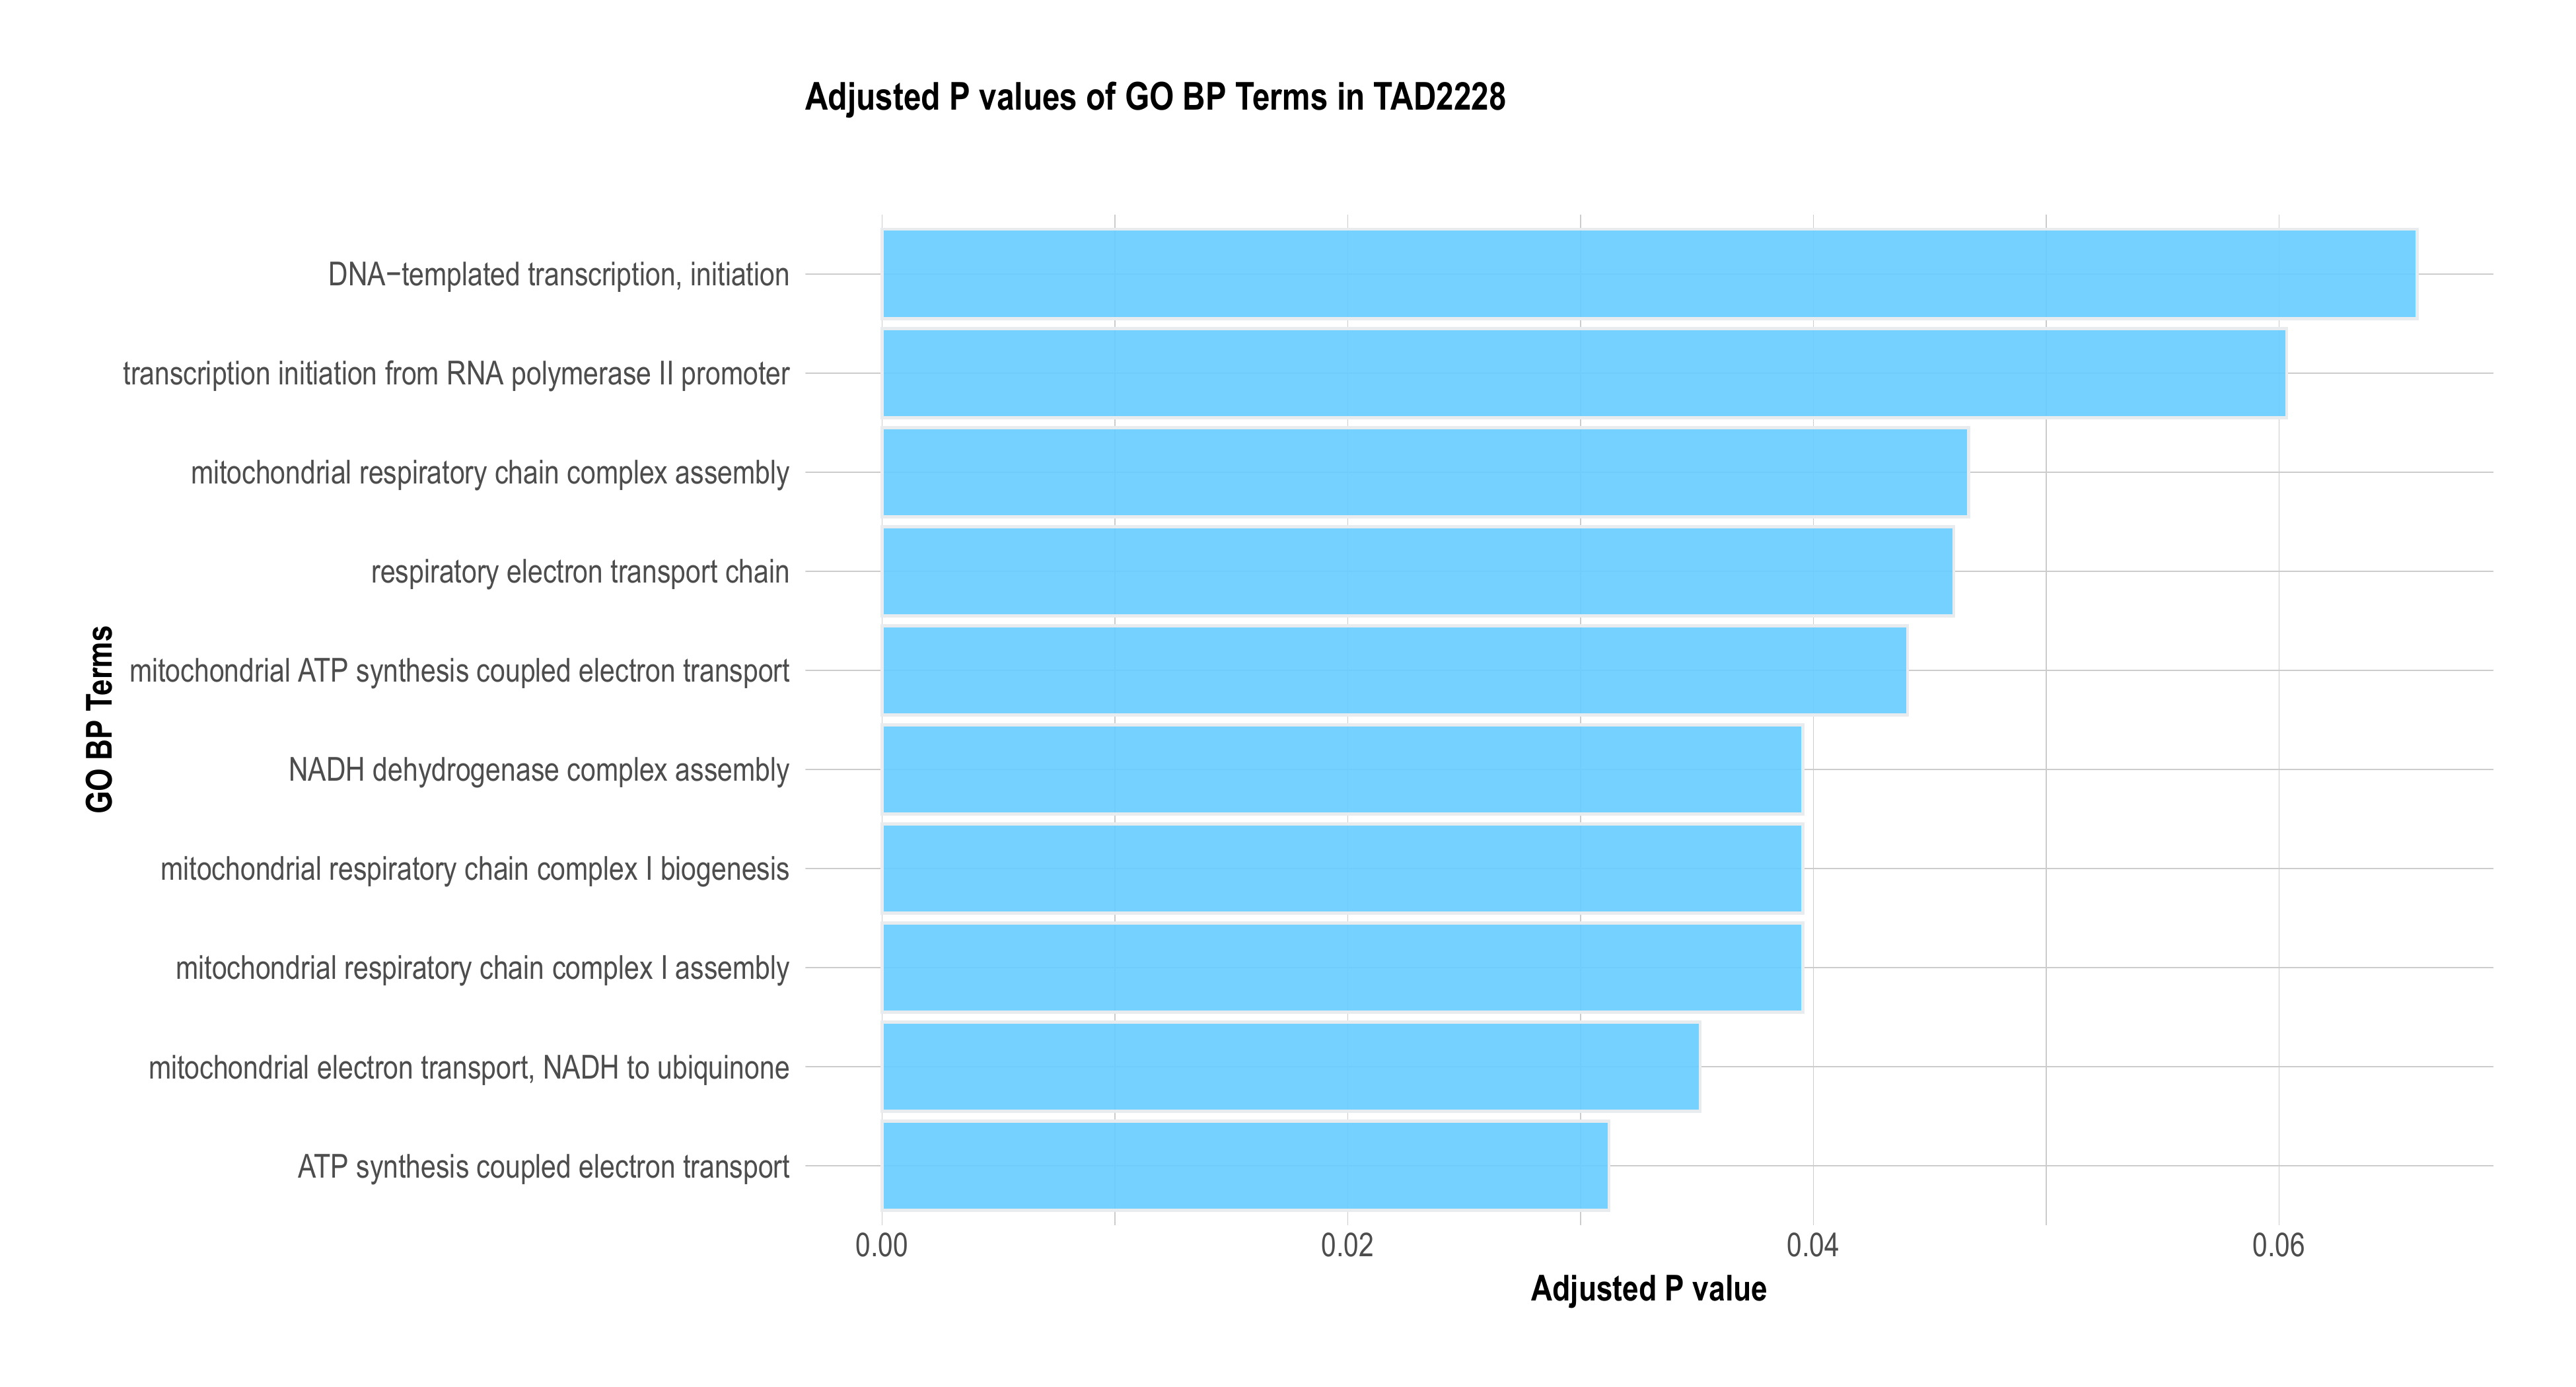 Adjusted P values of GO BP Terms in TAD2228
DNA−templated transcription, initiation
transcription initiation from RNA polymerase II promoter
mitochondrial respiratory chain complex assembly
respiratory electron transport chain
mitochondrial ATP synthesis coupled electron transport
NADH dehydrogenase complex assembly
mitochondrial respiratory chain complex I biogenesis
mitochondrial respiratory chain complex I assembly
mitochondrial electron transport, NADH to ubiquinone
ATP synthesis coupled electron transport
GO BP Terms
0.00 0.02 0.04 0.06
Adjusted P value